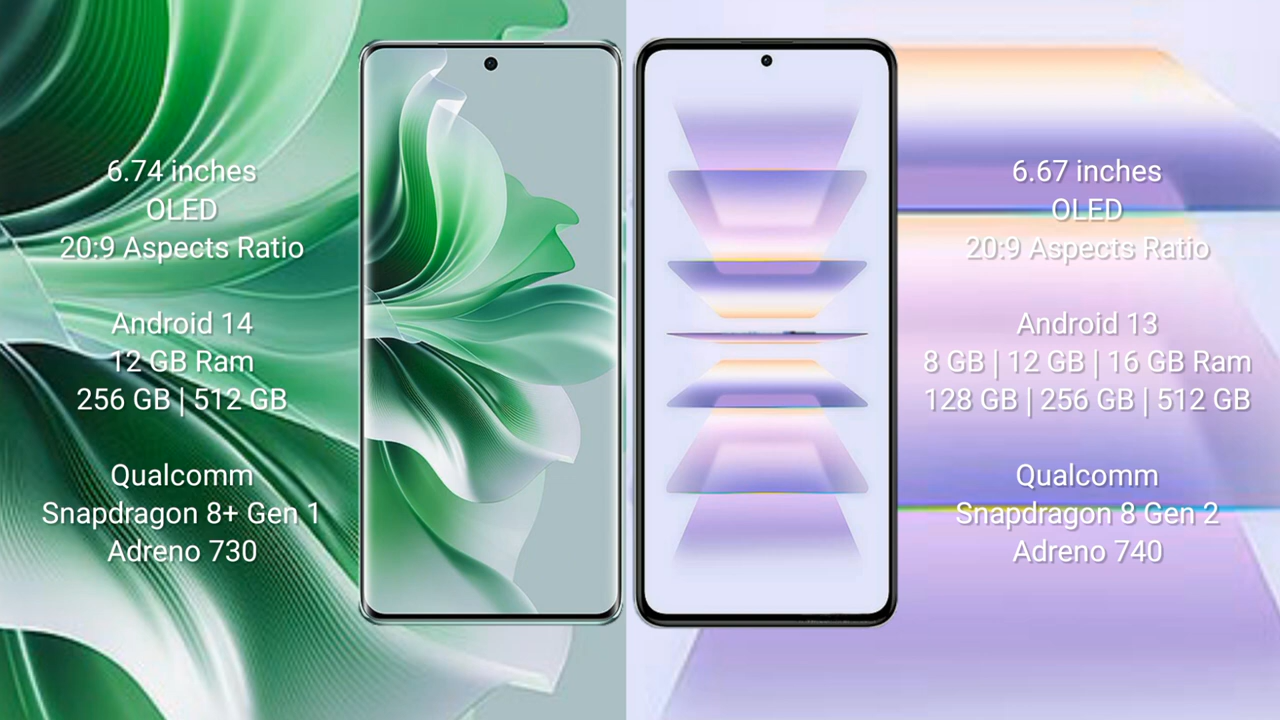 6.74 inches
OLED
20:9 Aspects Ratio
Android 14
12 GB Ram
256 GB | 512 GB
Qualcomm
Snapdragon 8+ Gen 1
Adreno 730
6.67 inches
OLED
20:9 Aspects Ratio
Android 13
8 GB | 12 GB | 16 GB Ram
128 GB | 256 GB | 512 GB
Qualcomm
Snapdragon 8 Gen 2
Adreno 740